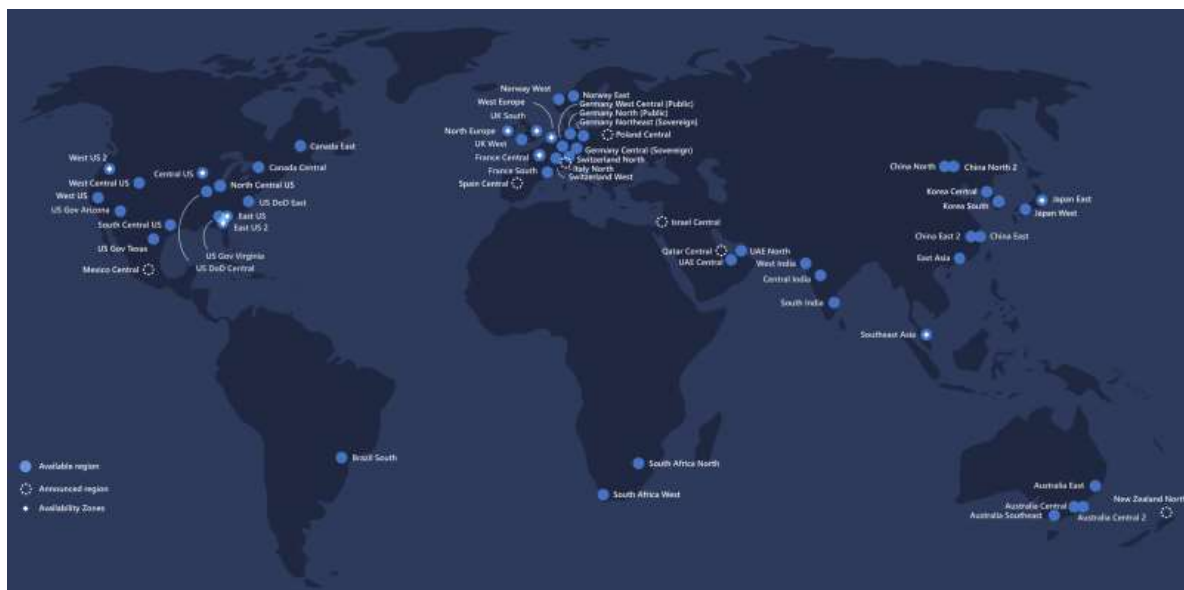 Norway West
Norway East
West Europe
Germany West Central (Public)
Germany North (Public)
UK South
Germany Northeast (Sovereign)
North Europe
Poland Central
UK West
Germany Central (Sovereign)
France Central
Switzerland North
Italy North
France South
Switzerland West
Spain Central
Canada East
West US 2
Central US
Canada Central
West Central US
North Central US
West US
US DoD East
US Gov Arizona
East US
South Central US
East US 2
US Gov Texas
US Gov Virginia
Mexico Central
US DoD Central
China North
China North 2
Korea Central
Japan East
Korea South
Japan West
Israel Central
China East 2
China East
Qatar Central
UAE North
UAE Central
West India
East Asia
Central India
South India
Southeast Asia
Brazil South
South Africa North
South Africa West
Available region
Announced region
Availability Zones
Australia East
New Zealand North
Australia Central
Australia Southeast
Australia Central 2